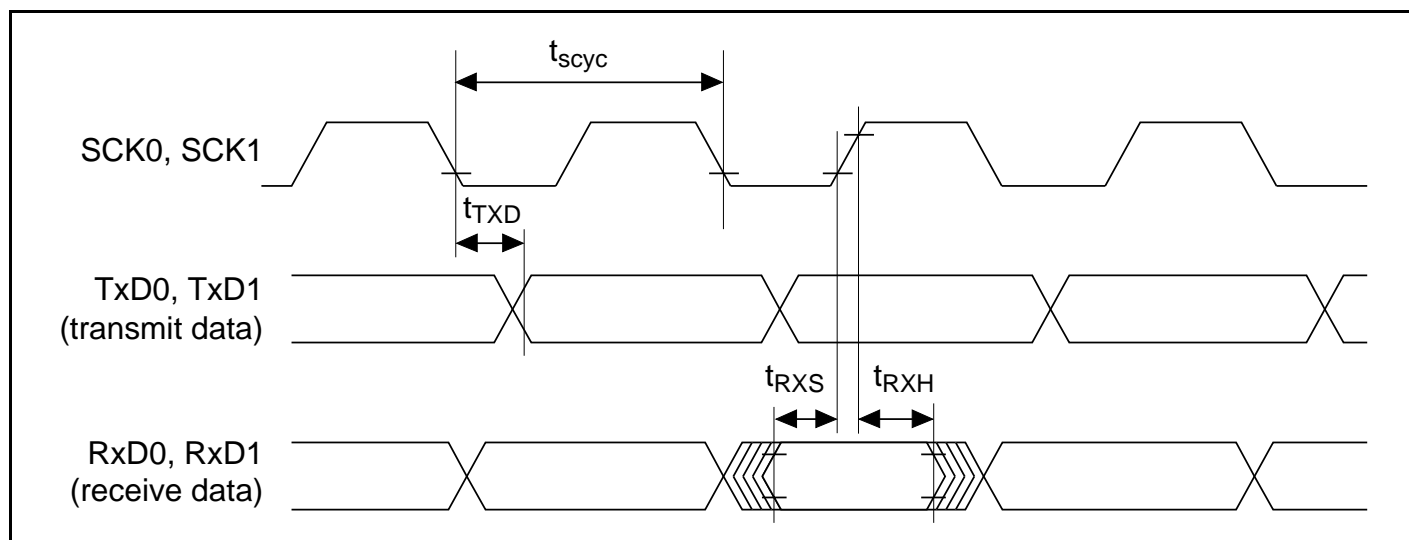 tscyc
SCK0, SCK1
tTXD
TxD0, TxD1
(transmit data)
tRXS
tRXH
RxD0, RxD1
(receive data)